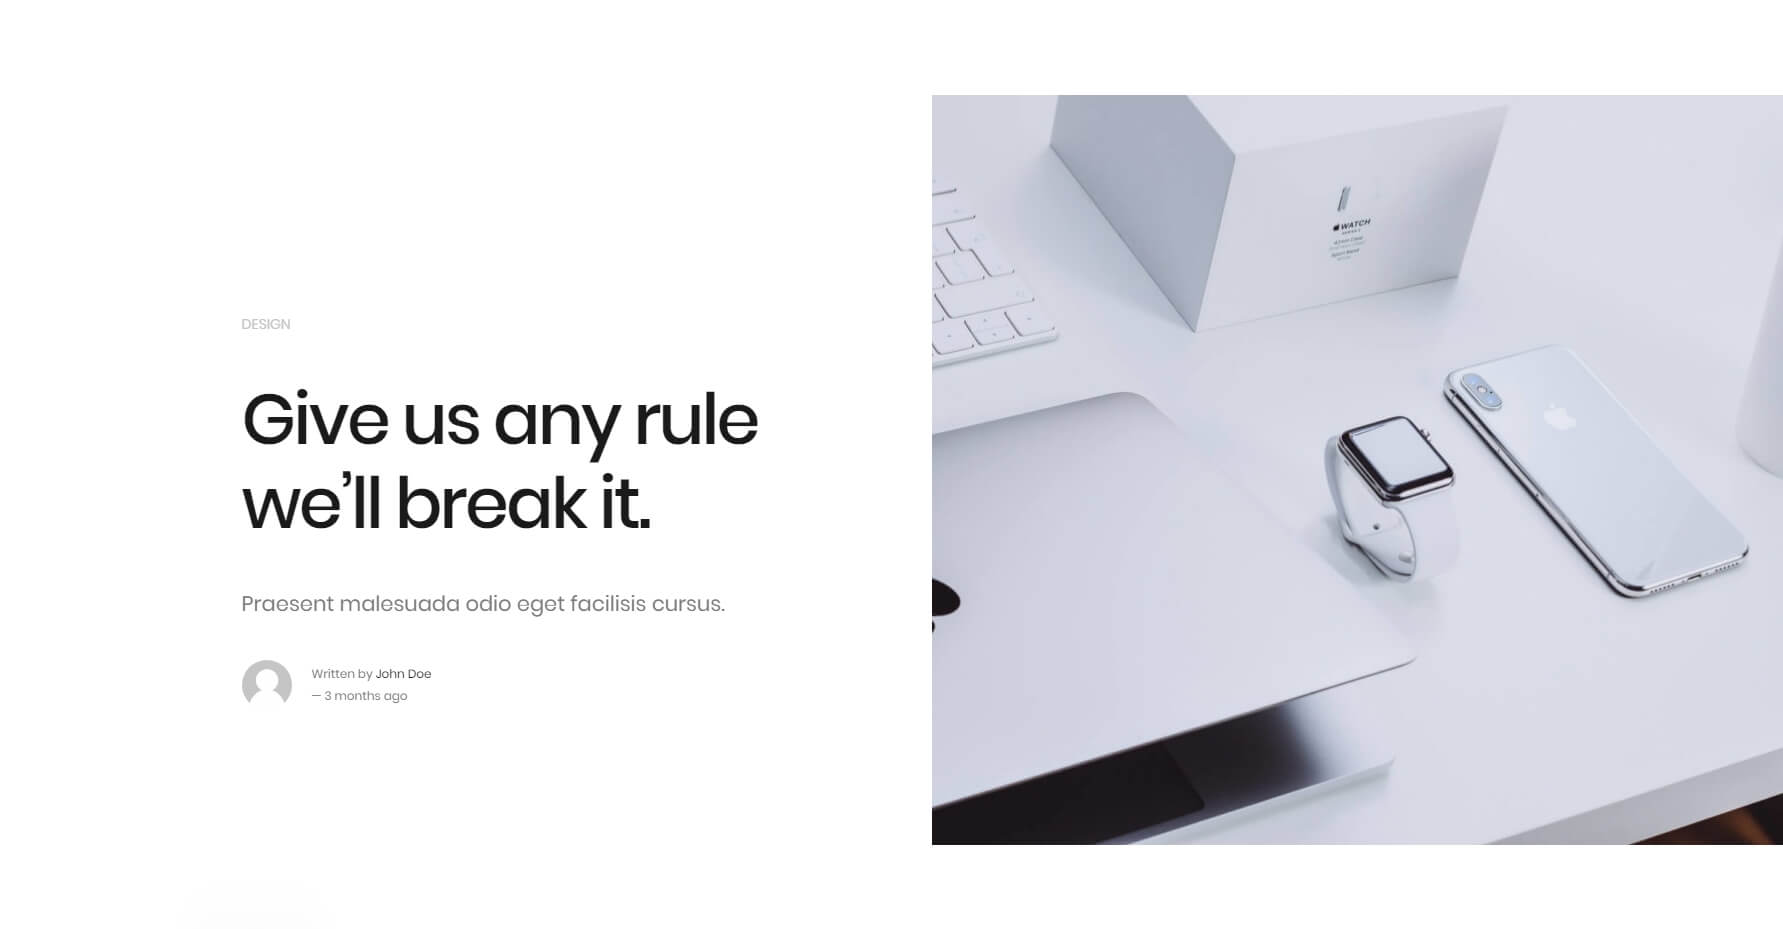 DESIGN
Give us any rule
we’ll break it.
Praesent malesuada odio eget facilisis cursus.
Written by John Doe
— 3 months ago
WATCH